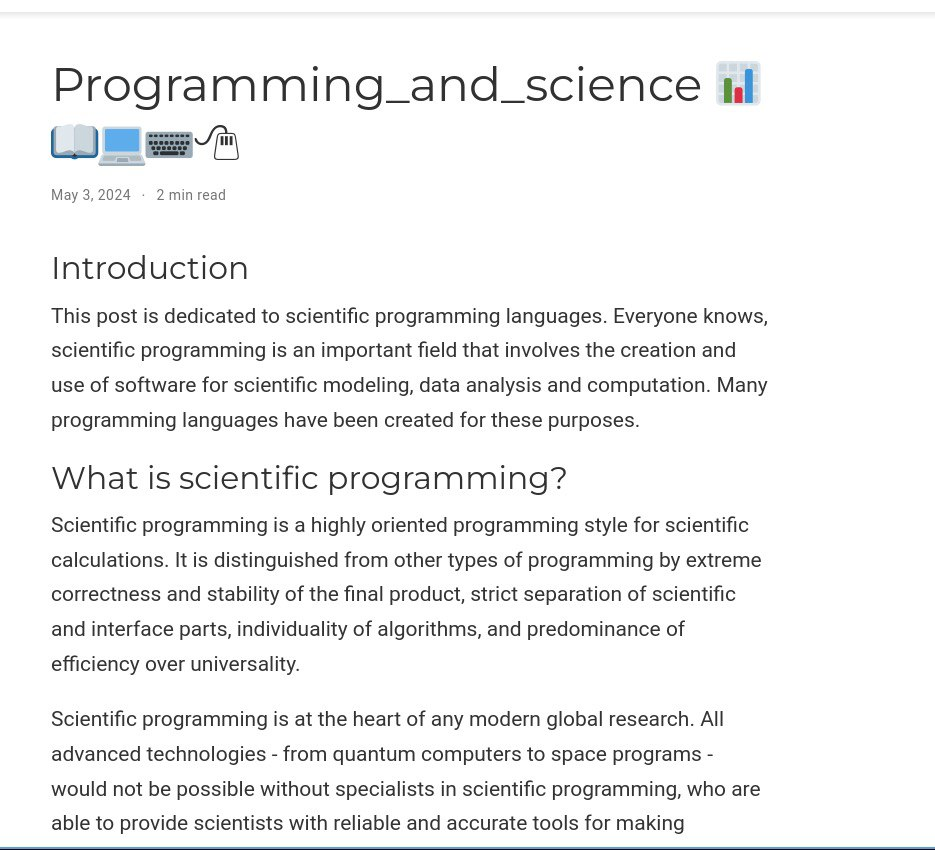 Programming_and_science 📊
📖💻⌨🖱
May 3, 2024 · 2 min read
Introduction
This post is dedicated to scientific programming languages. Everyone knows,
scientific programming is an important field that involves the creation and
use of software for scientific modeling, data analysis and computation. Many
programming languages have been created for these purposes.
What is scientific programming?
Scientific programming is a highly oriented programming style for scientific
calculations. It is distinguished from other types of programming by extreme
correctness and stability of the final product, strict separation of scientific
and interface parts, individuality of algorithms, and predominance of
efficiency over universality.
Scientific programming is at the heart of any modern global research. All
advanced technologies - from quantum computers to space programs -
would not be possible without specialists in scientific programming, who are
able to provide scientists with reliable and accurate tools for making